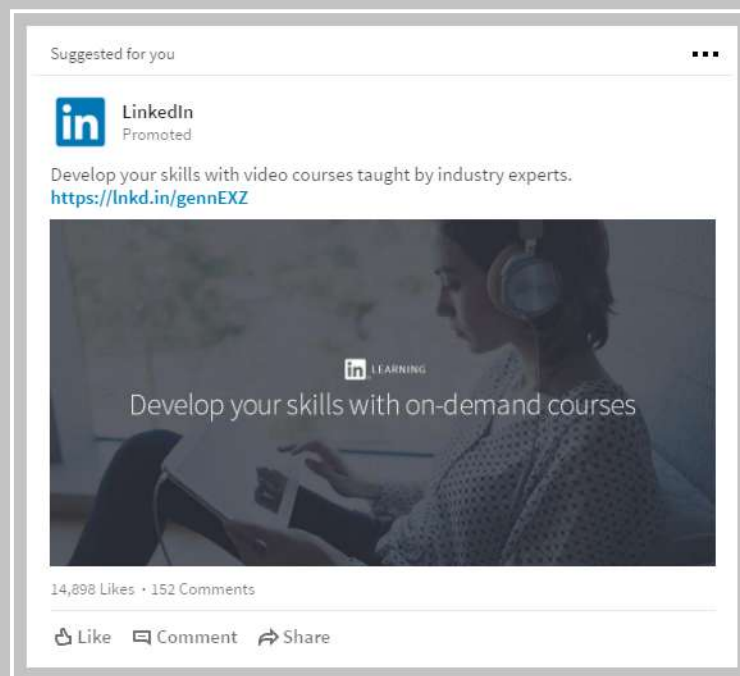 Suggested for you
in LinkedIn
Promoted
Develop your skills with video courses taught by industry experts.
https://lnkd.in/gennEXZ
in LEARNING
Develop your skills with on-demand courses
14,898 Likes · 152 Comments
Like Comment Share